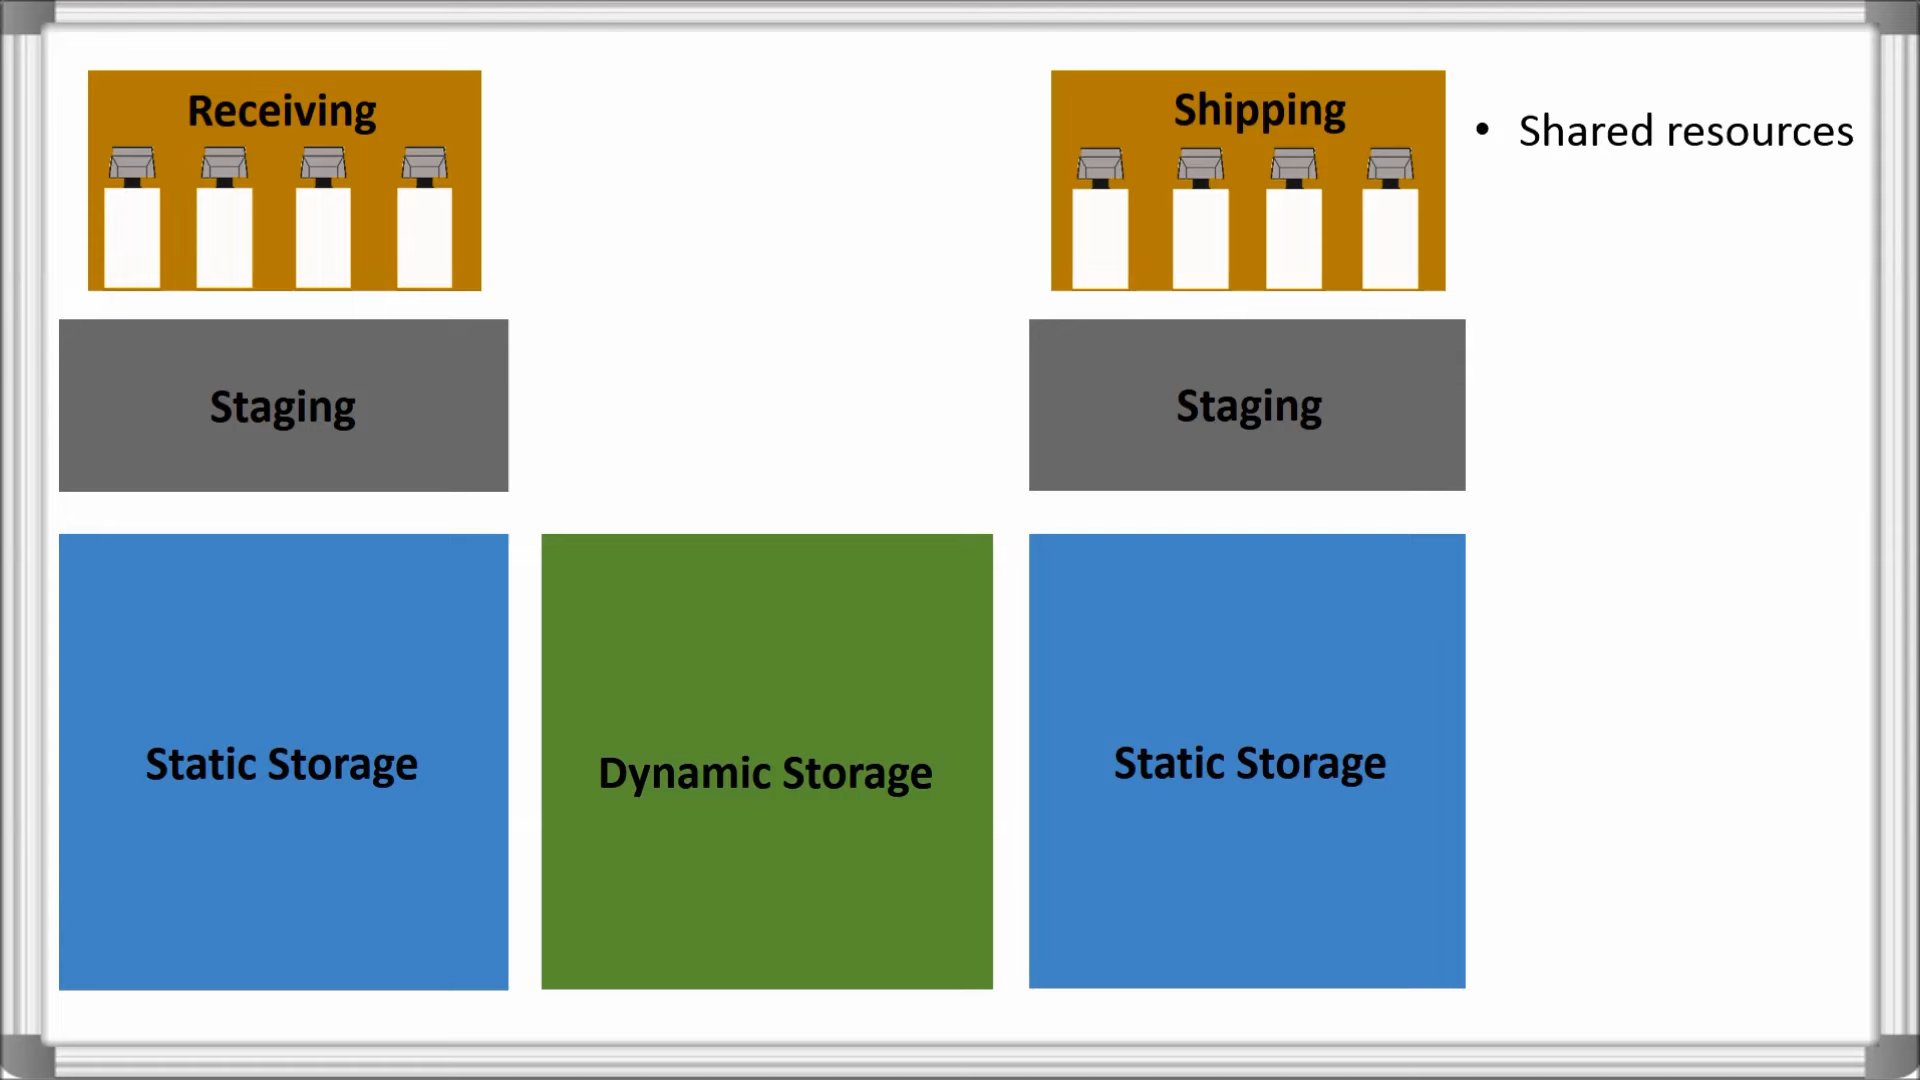 Receiving
Shipping
• Shared resources
Staging
Staging
Static Storage
Dynamic Storage
Static Storage